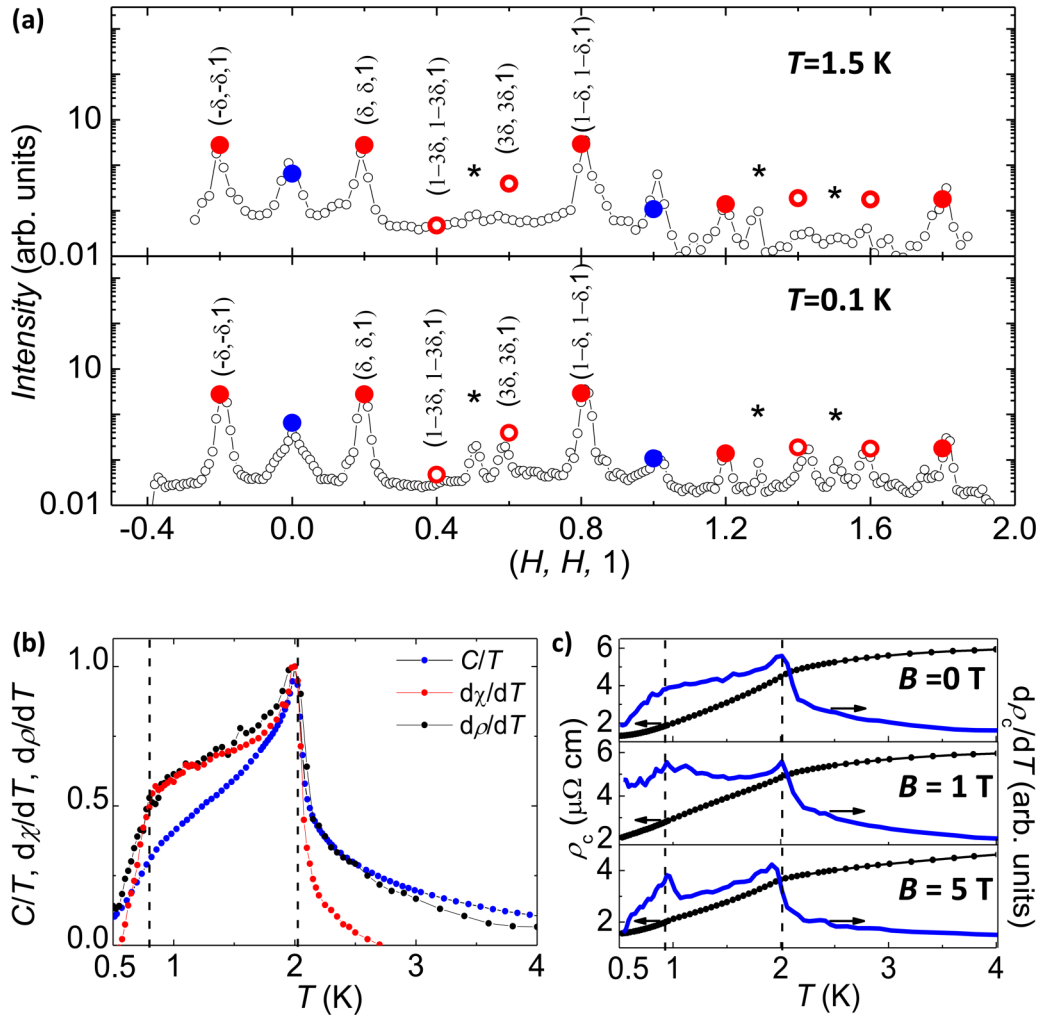 (a)
T=1.5 K
(-δ,-δ,1)
(δ, δ,1)
(1−3δ, 1−3δ,1)
*
(3δ, 3δ,1)
(1−δ, 1−δ,1)
*
*
10
0.01
T=0.1 K
(-δ,-δ,1)
(δ, δ,1)
(1−3δ, 1−3δ,1)
*
(3δ, 3δ,1)
(1−δ, 1−δ,1)
*
*
10
0.01
Intensity (arb. units)
-0.4 0.0 0.4 0.8 1.2 1.6 2.0
(H, H, 1)
(b)
1.0
0.5
0.0
C/T, dχ/dT, dρ/dT
C/T
dχ/dT
dρ/dT
0.5 1 2 3 4
T (K)
c)
6
4
2
B =0 T
6
4
2
B = 1 T
4
2
B = 5 T
ρc (μΩ cm)
dρc/dT (arb. units)
0.5 1 2 3 4
T (K)